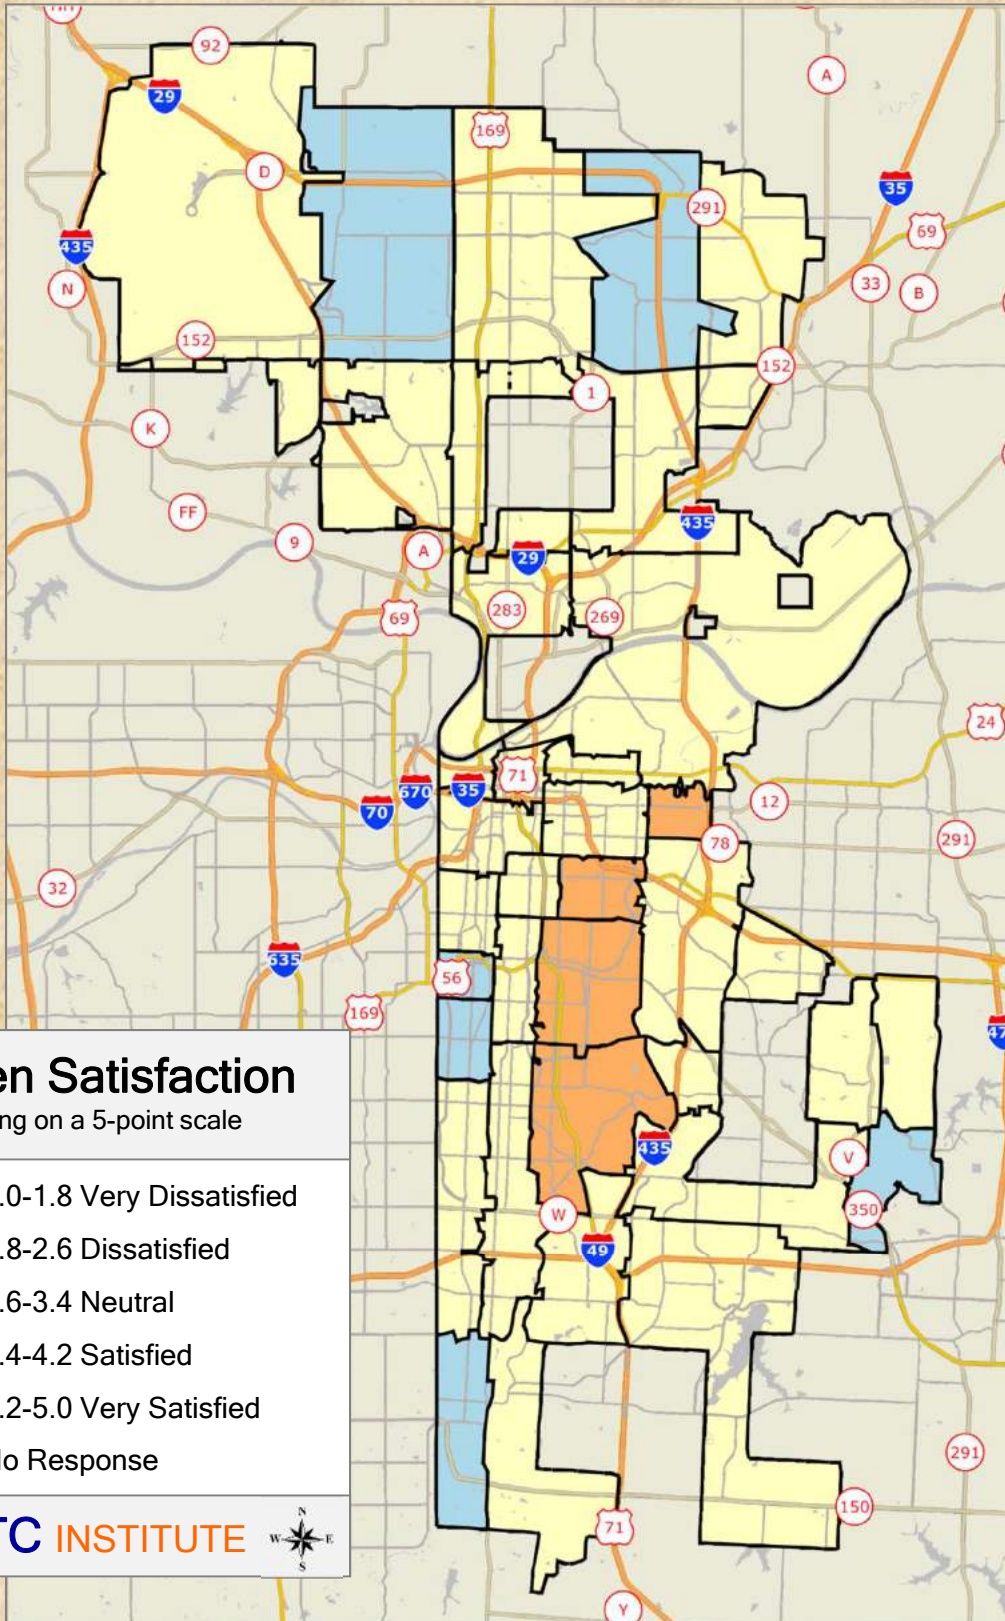 92
29
169
A
D
291
35
69
435
N
33
B
152
152
1
K
FF
9
A
29
435
283
269
69
24
71
670
35
70
12
78
291
32
635
56
169
en Satisfaction
ng on a 5-point scale
.0-1.8 Very Dissatisfied
.8-2.6 Dissatisfied
.6-3.4 Neutral
.4-4.2 Satisfied
.2-5.0 Very Satisfied
o Response
TC INSTITUTE
N
W E
S
47
435
V
350
W
49
291
150
71
Y